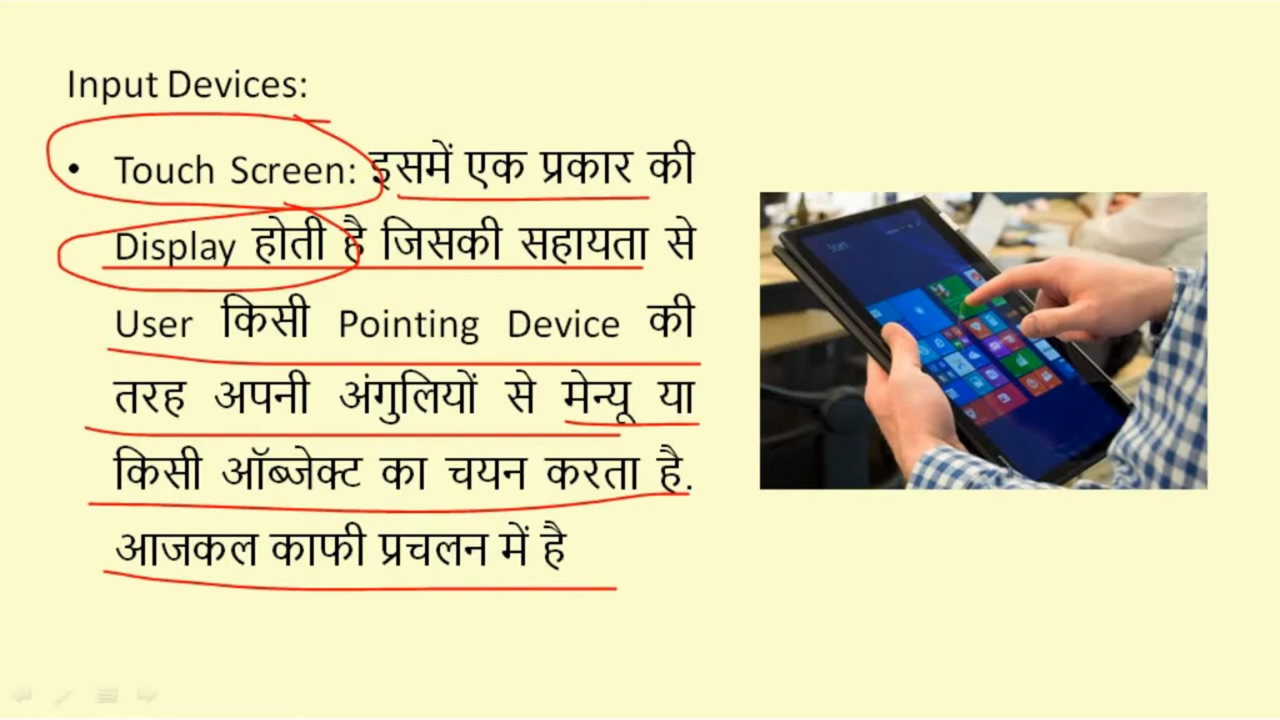 Input Devices:
• Touch Screen: इसमें एक प्रकार की
Display होती है जिसकी सहायता से
User किसी Pointing Device की
तरह अपनी अंगुलियों से मेन्यू या
किसी ऑब्जेक्ट का चयन करता है.
आजकल काफी प्रचलन में है
Start